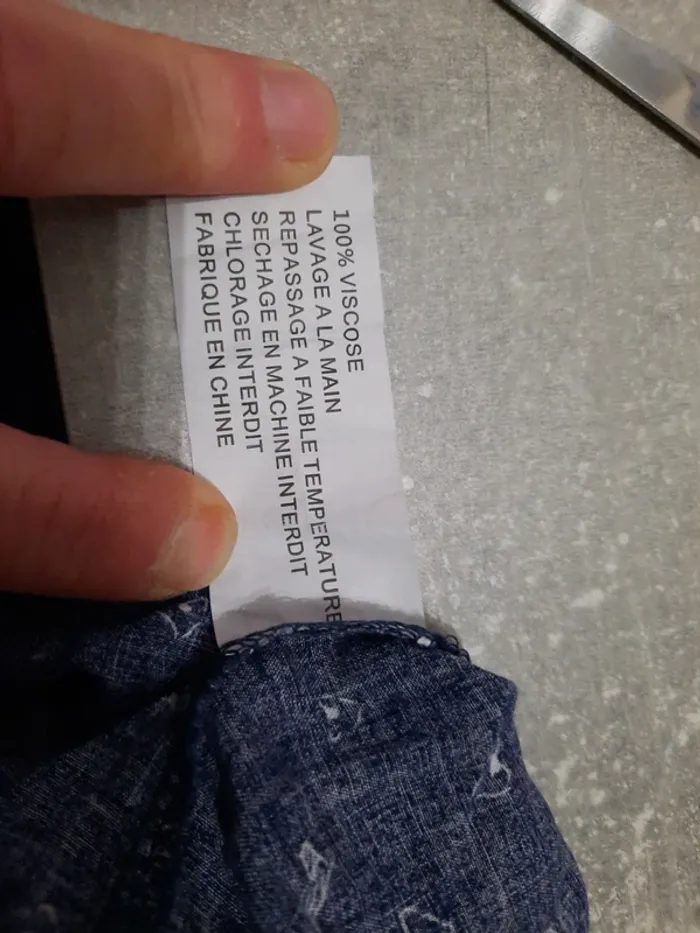 100% VISCOSE
LAVAGE A LA MAIN
REPASSAGE A FAIBLE TEMPERATURE
SECHAGE EN MACHINE INTERDIT
CHLORAGE INTERDIT
FABRIQUE EN CHINE